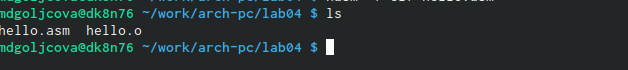 mdgoljcova@dk8n76 ~/work/arch-pc/lab04 $ ls
hello.asm  hello.o
mdgoljcova@dk8n76 ~/work/arch-pc/lab04 $